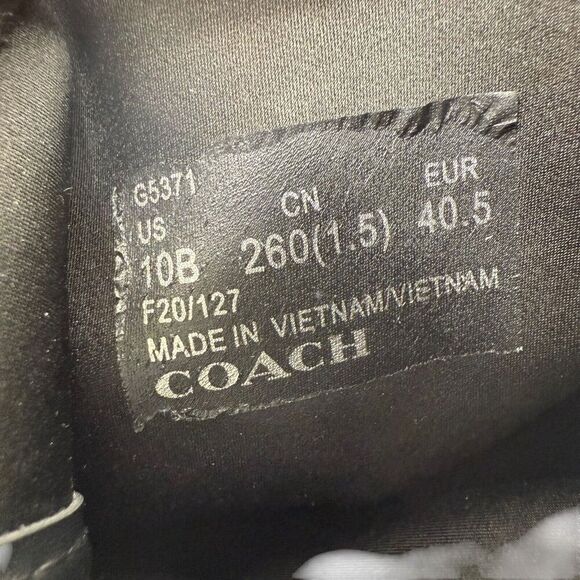 G5371
US CN EUR
10B 260(1.5) 40.5
F20/127
MADE IN VIETNAM/VIETNAM
COACH